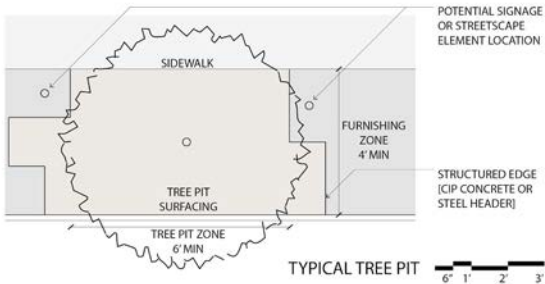 POTENTIAL SIGNAGE
OR STREETSCAPE
ELEMENT LOCATION
SIDEWALK
FURNISHING
ZONE
4' MIN
STRUCTURED EDGE
[CIP CONCRETE OR
STEEL HEADER]
TREE PIT
SURFACING
TREE PIT ZONE
6' MIN
TYPICAL TREE PIT
6" 1' 2' 3'